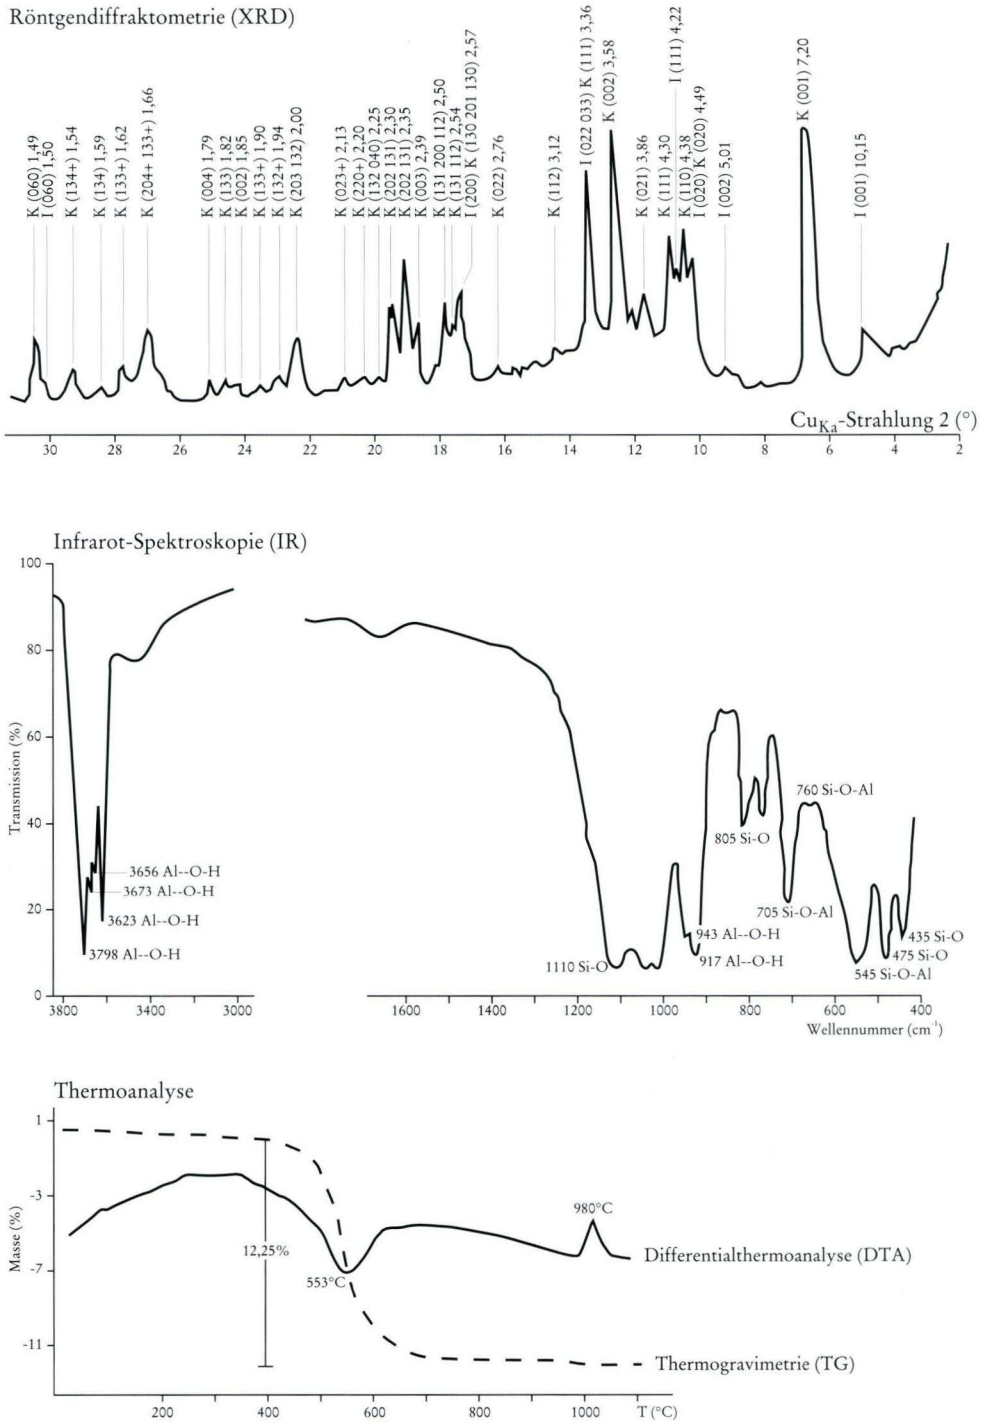 Röntgendiffraktometrie (XRD)
K (060) 1,49
I (060) 1,50
K (134+) 1,54
K (134) 1,59
K (133+) 1,62
K (204+ 133+) 1,66
K (004) 1,79
K (133) 1,82
K (002) 1,85
K (133+) 1,90
K (132+) 1,94
K (203 132) 2,00
K (023+) 2,13
K (220+) 2,20
K (132 040) 2,25
K (202 131) 2,30
K (202 131) 2,35
K (003) 2,39
K (131 200 112) 2,50
K (131 112) 2,54
I (200) K (130 201 130) 2,57
K (022) 2,76
K (112) 3,12
I (022 033) K (111) 3,36
K (002) 3,58
K (021) 3,86
K (111) 4,30
I (111) 4,22
K (110) 4,38
I (020) K (020) 4,49
I (002) 5,01
K (001) 7,20
I (001) 10,15
CuKa-Strahlung 2 (°)
30 28 26 24 22 20 18 16 14 12 10 8 6 4 2
Infrarot-Spektroskopie (IR)
Transmission (%)
100
80
60
40
20
0
3656 Al--O-H
3673 Al--O-H
3623 Al--O-H
3798 Al--O-H
1110 Si-O
943 Al--O-H
917 Al--O-H
805 Si-O
705 Si-O-Al
760 Si-O-Al
435 Si-O
475 Si-O
545 Si-O-Al
3800 3400 3000 1600 1400 1200 1000 800 600 400
Wellennummer (cm⁻¹)
Thermoanalyse
Masse (%)
1
-3
-7
-11
12,25%
553°C
980°C
Differentialthermoanalyse (DTA)
Thermogravimetrie (TG)
200 400 600 800 1000 T (°C)